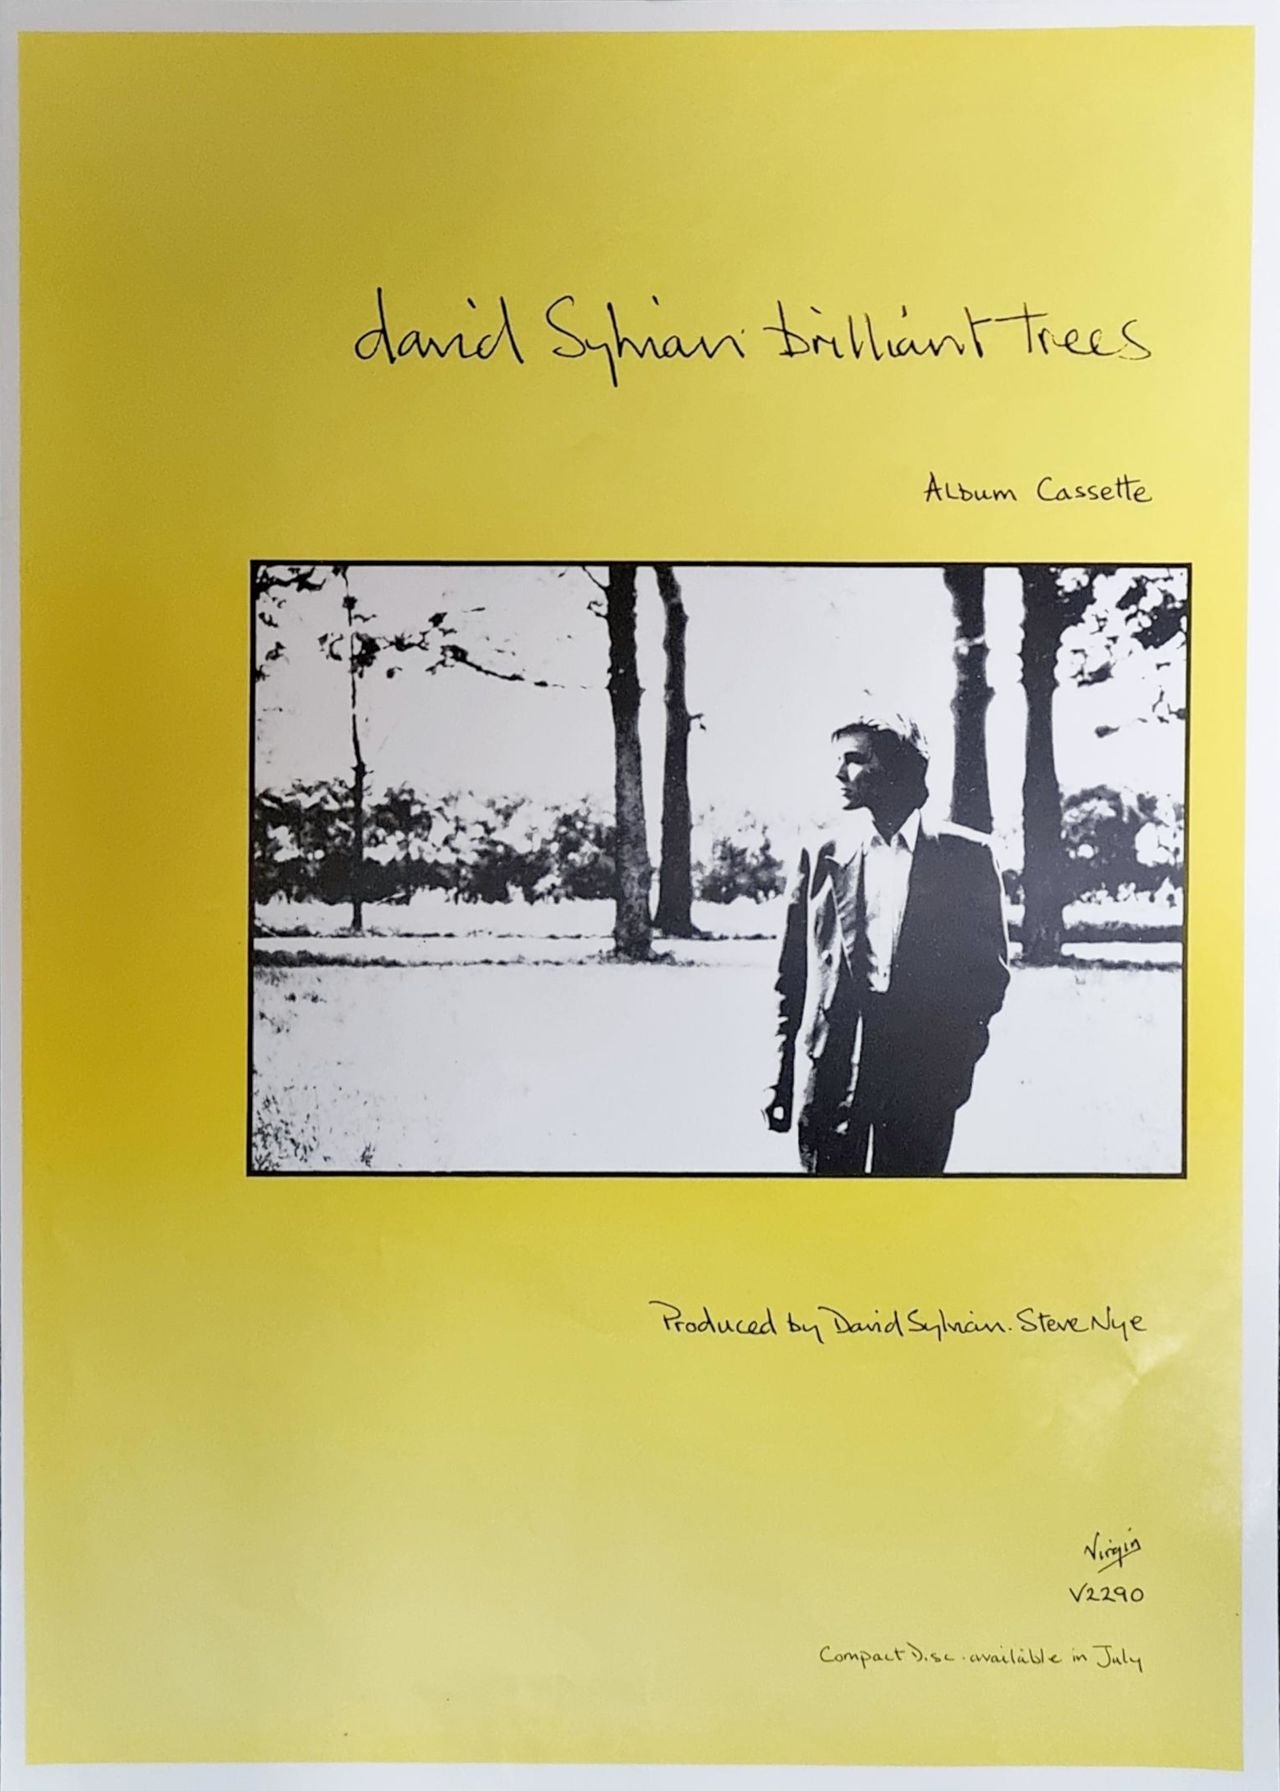 david Sylvian. brilliant trees
Album Cassette
Produced by David Sylvian. Steve Nye
Virgin
V2290
Compact Disc. available in July